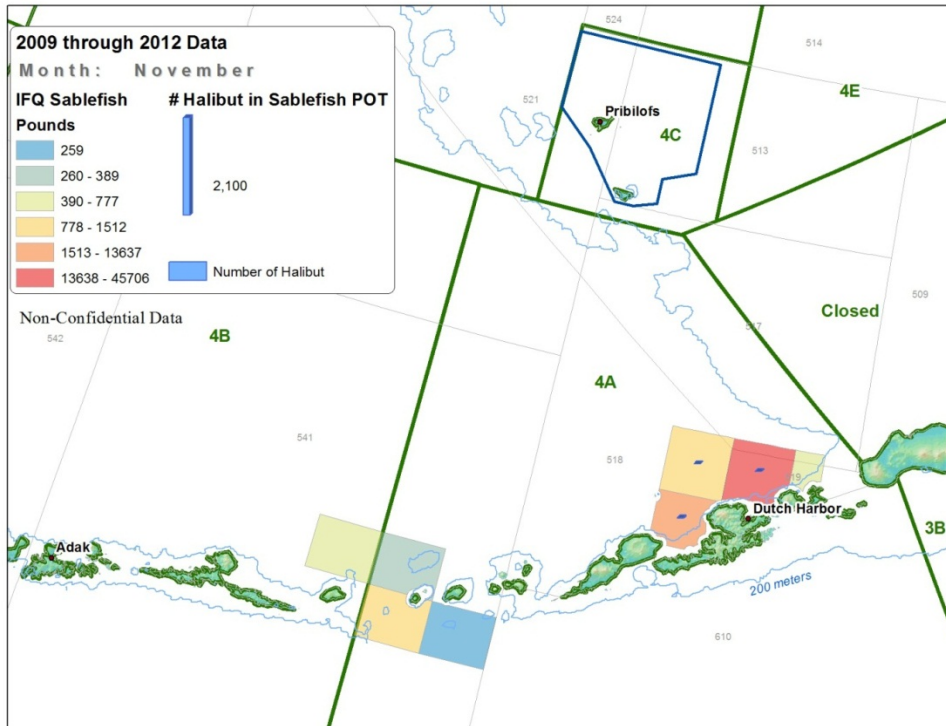 2009 through 2012 Data
Month: November
IFQ Sablefish
Pounds
259
260 - 389
390 - 777
778 - 1512
1513 - 13637
13638 - 45706
# Halibut in Sablefish POT
2,100
Number of Halibut
Non-Confidential Data
524
514
521
4E
Pribilofs
4C
513
509
Closed
517
542
4B
4A
541
518
19
Dutch Harbor
Adak
3B
200 meters
610